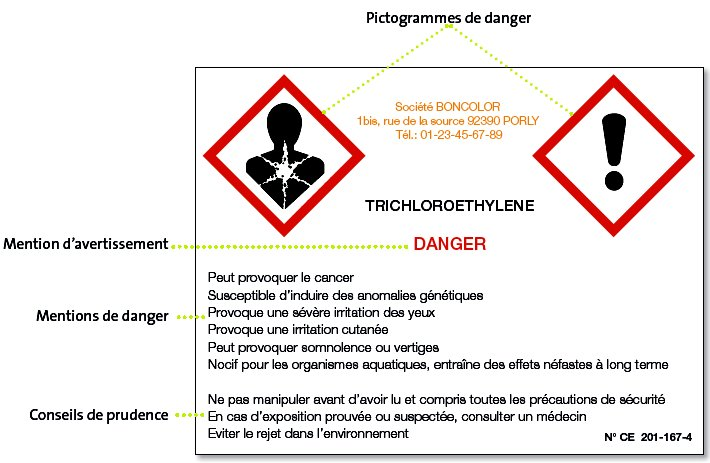 Pictogrammes de danger
Société BONCOLOR
1bis, rue de la source 92390 PORLY
Tél.: 01-23-45-67-89
TRICHLOROETHYLENE
Mention d'avertissement
DANGER
Peut provoquer le cancer
Susceptible d'induire des anomalies génétiques
Mentions de danger
Provoque une sévère irritation des yeux
Provoque une irritation cutanée
Peut provoquer somnolence ou vertiges
Nocif pour les organismes aquatiques, entraîne des effets néfastes à long terme
Conseils de prudence
Ne pas manipuler avant d'avoir lu et compris toutes les précautions de sécurité
En cas d'exposition prouvée ou suspectée, consulter un médecin
Eviter le rejet dans l'environnement
N° CE 201-167-4